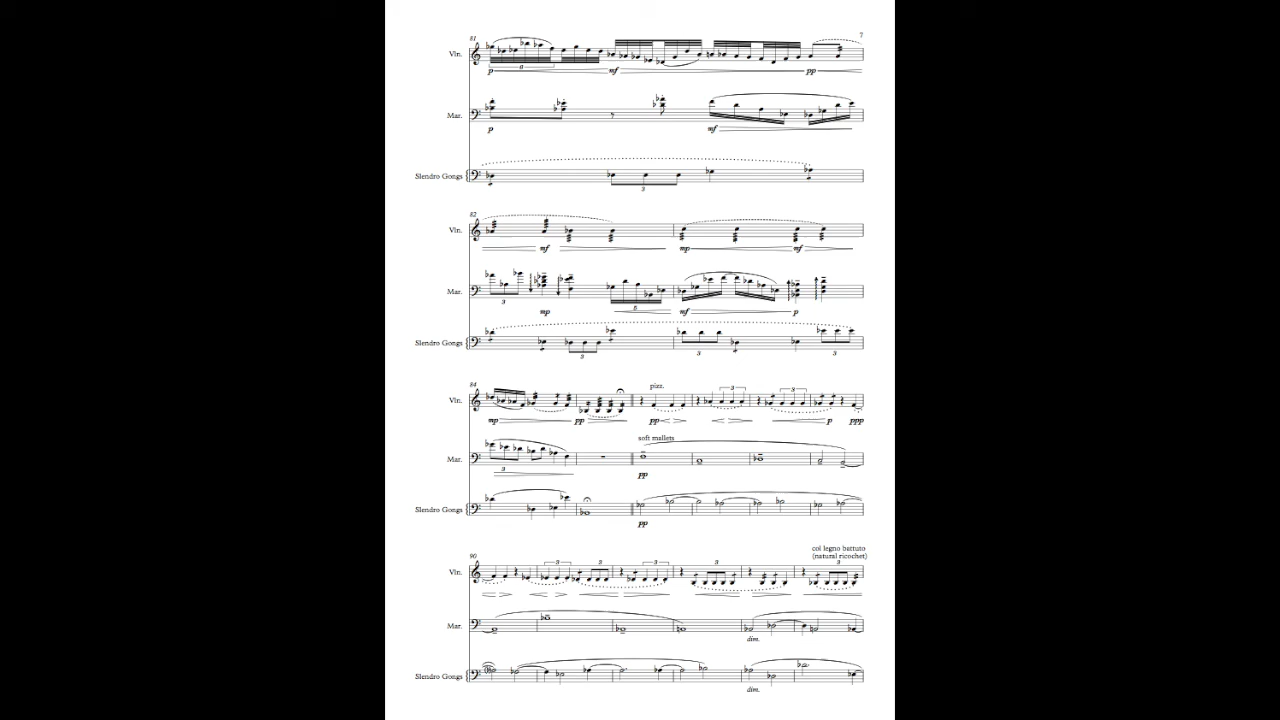 7
81
Vln.
6
p mf pp
Mar.
p mf
Slendro Gongs
3
82
Vln.
mf mp mf
Mar.
3 5
mp mf p
Slendro Gongs
3 3 3
84
pizz.
Vln.
3 3
mp pp pp p ppp
soft mallets
Mar.
3
pp
Slendro Gongs
pp
col legno battuto
90
(natural ricochet)
Vln.
3 3 3 3 3
Mar.
dim.
Slendro Gongs
dim.